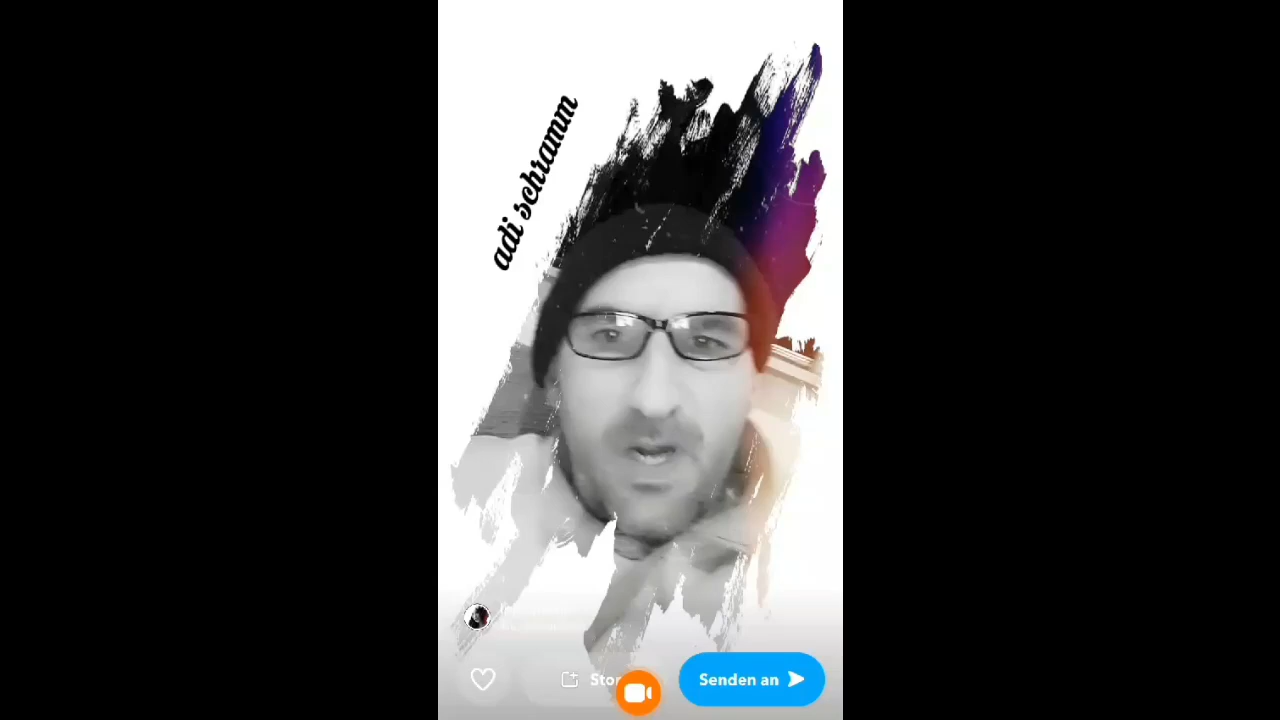 adi schramm
Stor
Senden an